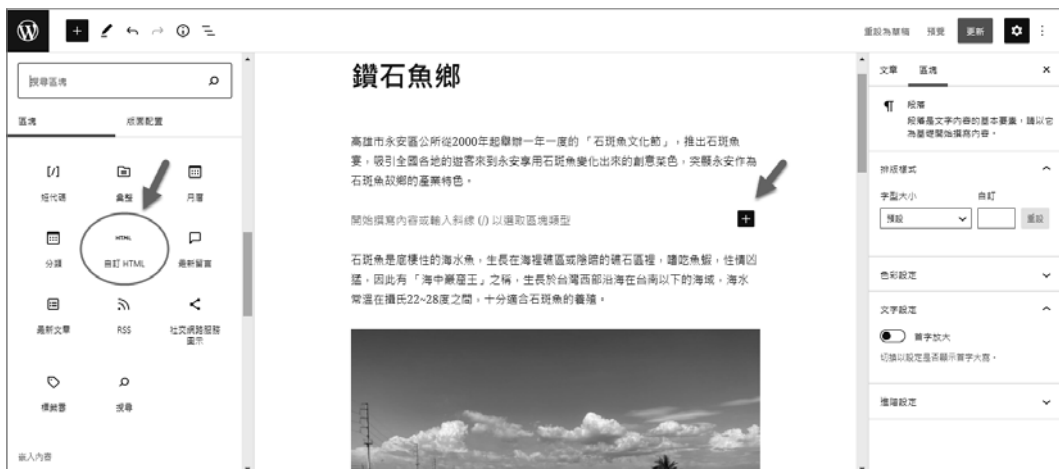 重設為草稿 預覽 更新
搜尋區塊
區塊 版面配置
[/] 短代碼
彙整
月曆
分類
HTML 自訂 HTML
最新留言
最新文章
RSS
社交網路服務
圖示
標籤雲
搜尋
嵌入內容
鑽石魚鄉
高雄市永安區公所從2000年起舉辦一年一度的「石斑魚文化節」，推出石斑魚
宴，吸引全國各地的遊客來到永安享用石斑魚變化出來的創意菜色，突顯永安作為
石斑魚故鄉的產業特色。
開始撰寫內容或輸入斜線 (/) 以選取區塊類型
石斑魚是底棲性的海水魚，生長在海裡礁區或陰暗的礁石區裡，嗜吃魚蝦，性情凶
猛，因此有「海中巖窟王」之稱，生長於台灣西部沿海在台南以下的海域，海水
常溫在攝氏22~28度之間，十分適合石斑魚的養殖。
文章 區塊
段落
段落是文字內容的基本要素，請以它
為基礎開始撰寫內容。
排版樣式
字型大小 自訂
預設 重設
色彩設定
文字設定
首字放大
切換以設定是否顯示首字大寫。
進階設定